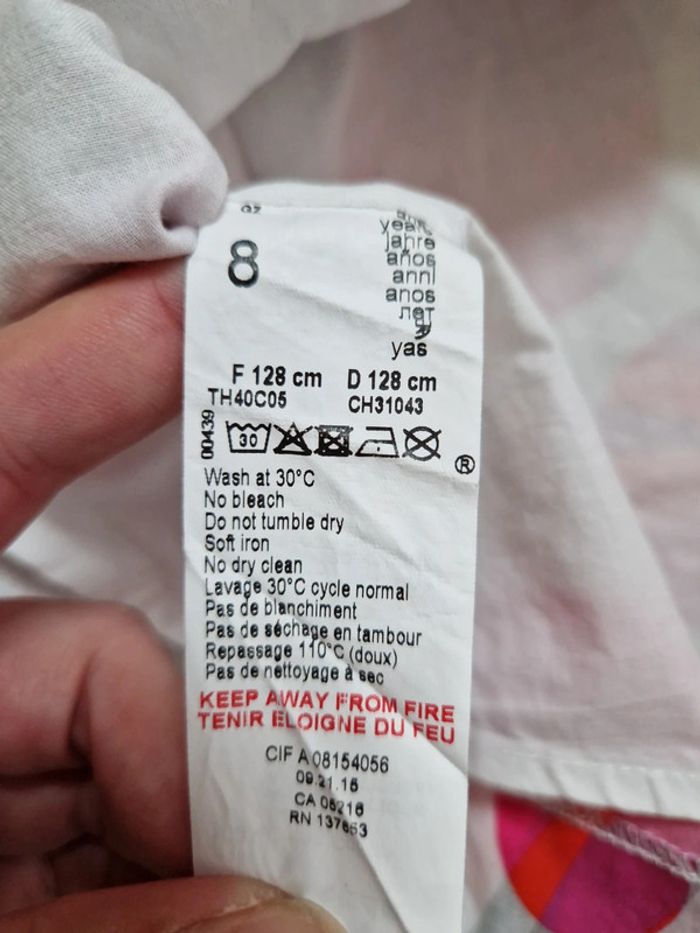 8
years
jahre
años
anni
anos
лет
yas
F 128 cm D 128 cm
TH40C05 CH31043
00439
30
®
Wash at 30°C
No bleach
Do not tumble dry
Soft iron
No dry clean
Lavage 30°C cycle normal
Pas de blanchiment
Pas de séchage en tambour
Repassage 110°C (doux)
Pas de nettoyage à sec
KEEP AWAY FROM FIRE
TENIR ELOIGNE DU FEU
CIF A08154056
09.21.15
CA 05216
RN 137653